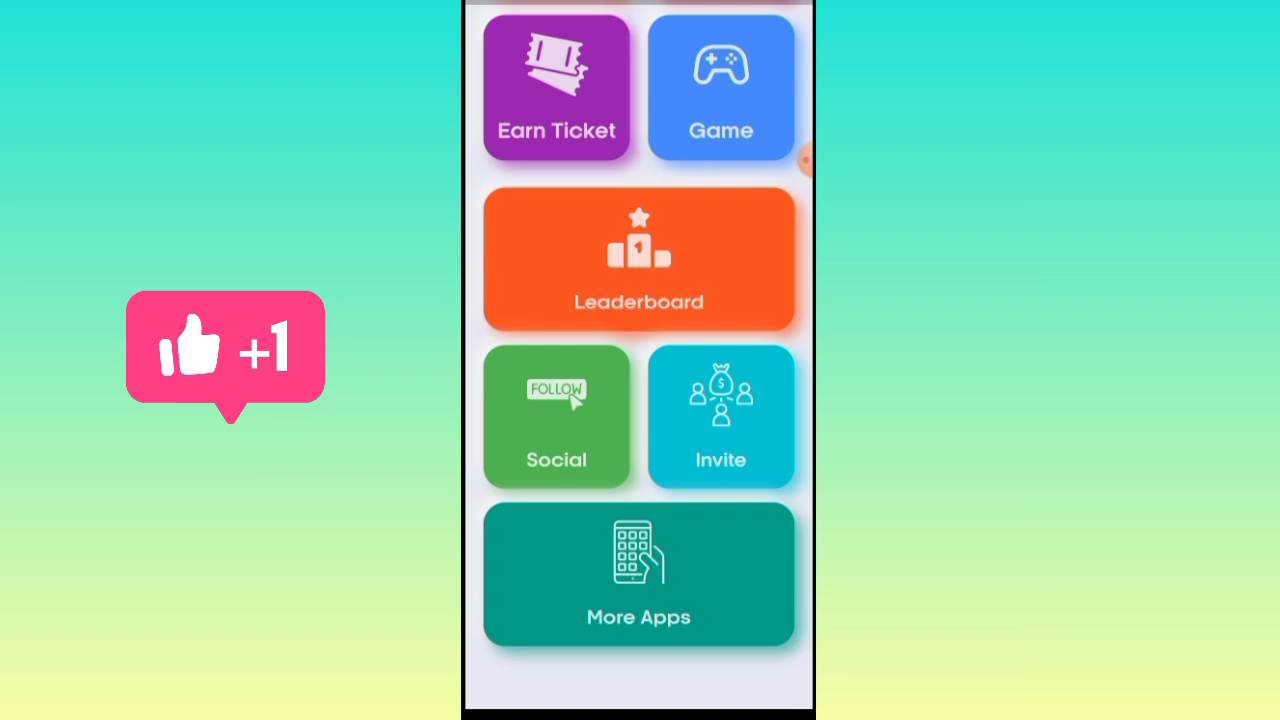 Earn Ticket
Game
1
Leaderboard
+1
FOLLOW
$
Social
Invite
More Apps